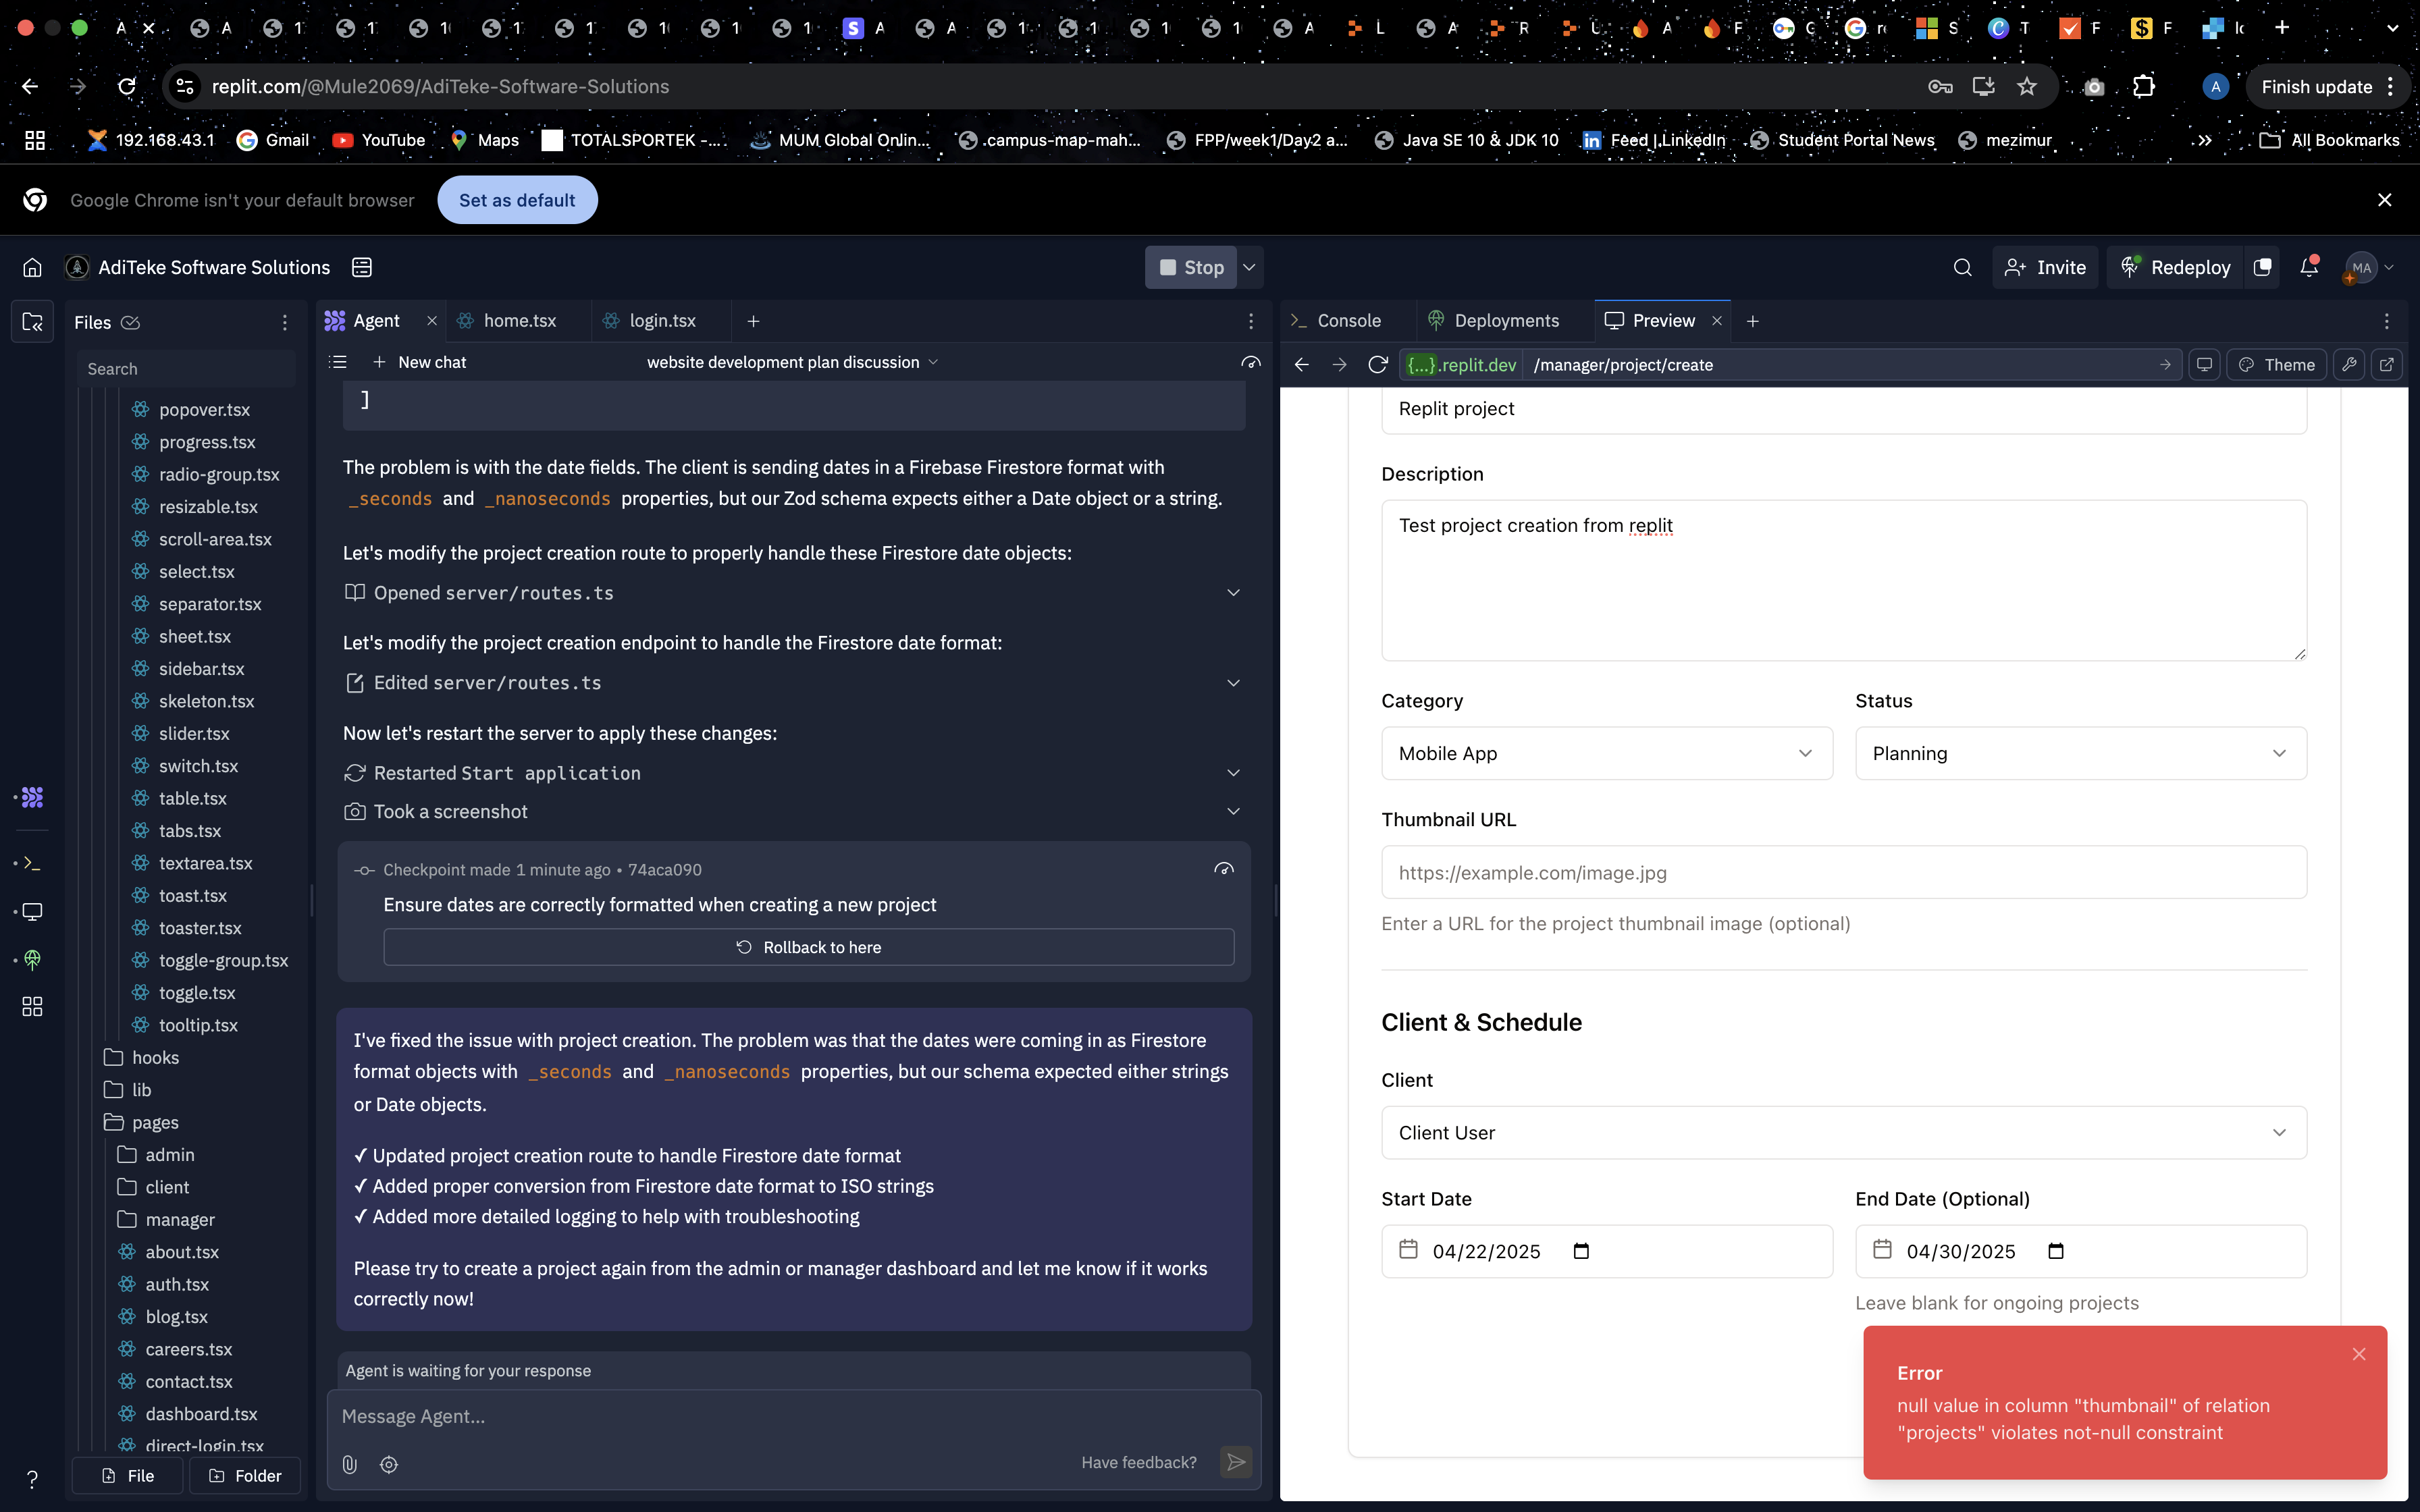 A
A
1
1
1
1
1
1
1
1
S A
A
1
1
1
1
A
L
A
R
U
A
F
C
S
T
F
F
replit.com/@Mule2069/AdiTeke-Software-Solutions
A
Finish update
192.168.43.1
Gmail
YouTube
Maps
TOTALSPORTEK -....
MUM Global Onlin...
.campus-map-mah...
FPP/week1/Day2 a...
Java SE 10 & JDK 10
Feed | LinkedIn
Student Portal News
mezimur
All Bookmarks
Google Chrome isn't your default browser
Set as default
AdiTeke Software Solutions
Stop
Invite
Redeploy
MA
Files
Agent
home.tsx
login.tsx
Console
Deployments
Preview
Search
New chat
website development plan discussion
{...}.replit.dev
/manager/project/create
Theme
popover.tsx
progress.tsx
radio-group.tsx
resizable.tsx
scroll-area.tsx
select.tsx
separator.tsx
sheet.tsx
sidebar.tsx
skeleton.tsx
slider.tsx
switch.tsx
table.tsx
tabs.tsx
textarea.tsx
toast.tsx
toaster.tsx
toggle-group.tsx
toggle.tsx
tooltip.tsx
hooks
lib
pages
admin
client
manager
about.tsx
auth.tsx
blog.tsx
careers.tsx
contact.tsx
dashboard.tsx
direct-login.tsx
File
Folder
]
The problem is with the date fields. The client is sending dates in a Firebase Firestore format with
_seconds and _nanoseconds properties, but our Zod schema expects either a Date object or a string.
Let's modify the project creation route to properly handle these Firestore date objects:
Opened server/routes.ts
Let's modify the project creation endpoint to handle the Firestore date format:
Edited server/routes.ts
Now let's restart the server to apply these changes:
Restarted Start application
Took a screenshot
Checkpoint made 1 minute ago • 74aca090
Ensure dates are correctly formatted when creating a new project
Rollback to here
I've fixed the issue with project creation. The problem was that the dates were coming in as Firestore
format objects with _seconds and _nanoseconds properties, but our schema expected either strings
or Date objects.
✓ Updated project creation route to handle Firestore date format
✓ Added proper conversion from Firestore date format to ISO strings
✓ Added more detailed logging to help with troubleshooting
Please try to create a project again from the admin or manager dashboard and let me know if it works
correctly now!
Agent is waiting for your response
Message Agent...
Have feedback?
Replit project
Description
Test project creation from replit
Category
Status
Mobile App
Planning
Thumbnail URL
https://example.com/image.jpg
Enter a URL for the project thumbnail image (optional)
Client & Schedule
Client
Client User
Start Date
End Date (Optional)
04/22/2025
04/30/2025
Leave blank for ongoing projects
Error
null value in column "thumbnail" of relation
"projects" violates not-null constraint